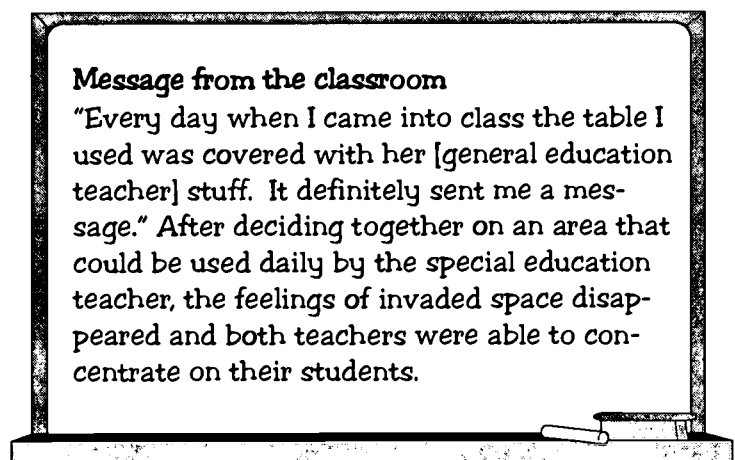 Message from the classroom
"Every day when I came into class the table I
used was covered with her [general education
teacher] stuff. It definitely sent me a mes-
sage." After deciding together on an area that
could be used daily by the special education
teacher, the feelings of invaded space disap-
peared and both teachers were able to con-
centrate on their students.